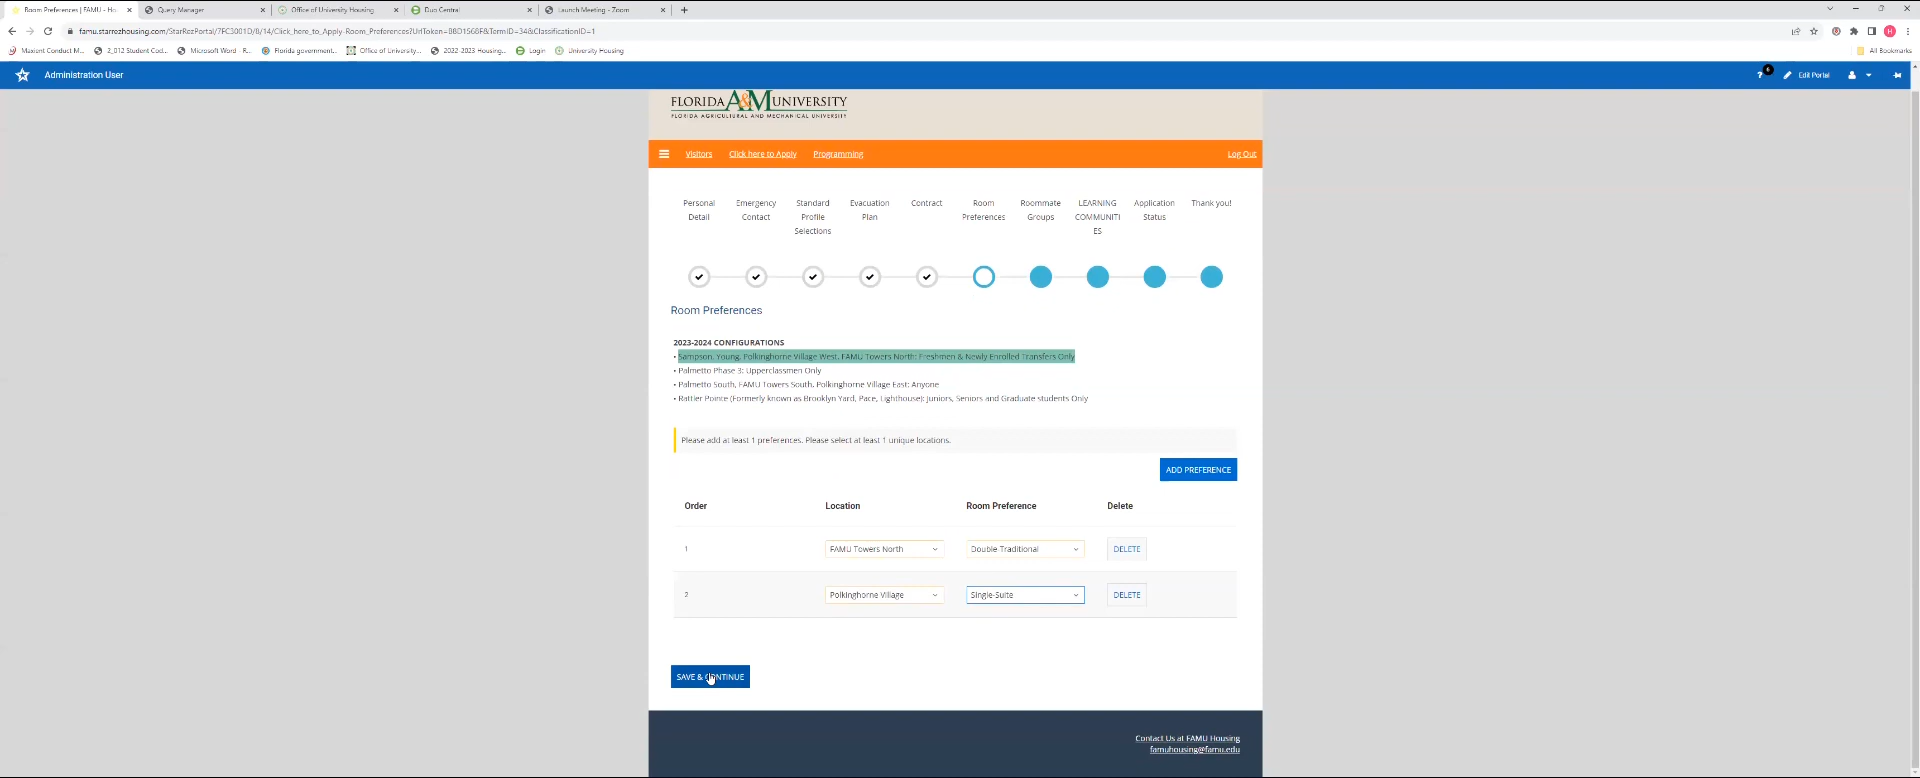 Room Preferences | FAMU - Ho...
Query Manager
Office of University Housing
Duo Central
Launch Meeting - Zoom
famu.starrezhousing.com/StarRezPortal/7FC3001D/8/14/Click_here_to_Apply-Room_Preferences?UrlToken=88D1568F&TermID=34&ClassificationID=1
Maxient Conduct M...
2_012 Student Cod...
Microsoft Word - R...
Florida government...
Office of University...
2022-2023 Housing...
Login
University Housing
All Bookmarks
Administration User
? 6 Edit Portal
FLORIDA A&M UNIVERSITY
FLORIDA AGRICULTURAL AND MECHANICAL UNIVERSITY
Visitors Click here to Apply Programming Log Out
Personal Detail
Emergency Contact
Standard Profile Selections
Evacuation Plan
Contract
Room Preferences
Roommate Groups
LEARNING COMMUNITIES
Application Status
Thank you!
Room Preferences
2023-2024 CONFIGURATIONS
• Sampson, Young, Polkinghorne Village West, FAMU Towers North: Freshmen & Newly Enrolled Transfers Only
• Palmetto Phase 3: Upperclassmen Only
• Palmetto South, FAMU Towers South, Polkinghorne Village East: Anyone
• Rattler Pointe (Formerly known as Brooklyn Yard, Pace, Lighthouse): Juniors, Seniors and Graduate students Only
Please add at least 1 preferences. Please select at least 1 unique locations.
ADD PREFERENCE
Order Location Room Preference Delete
1 FAMU Towers North Double-Traditional DELETE
2 Polkinghorne Village Single-Suite DELETE
SAVE & CONTINUE
Contact Us at FAMU Housing
famuhousing@famu.edu